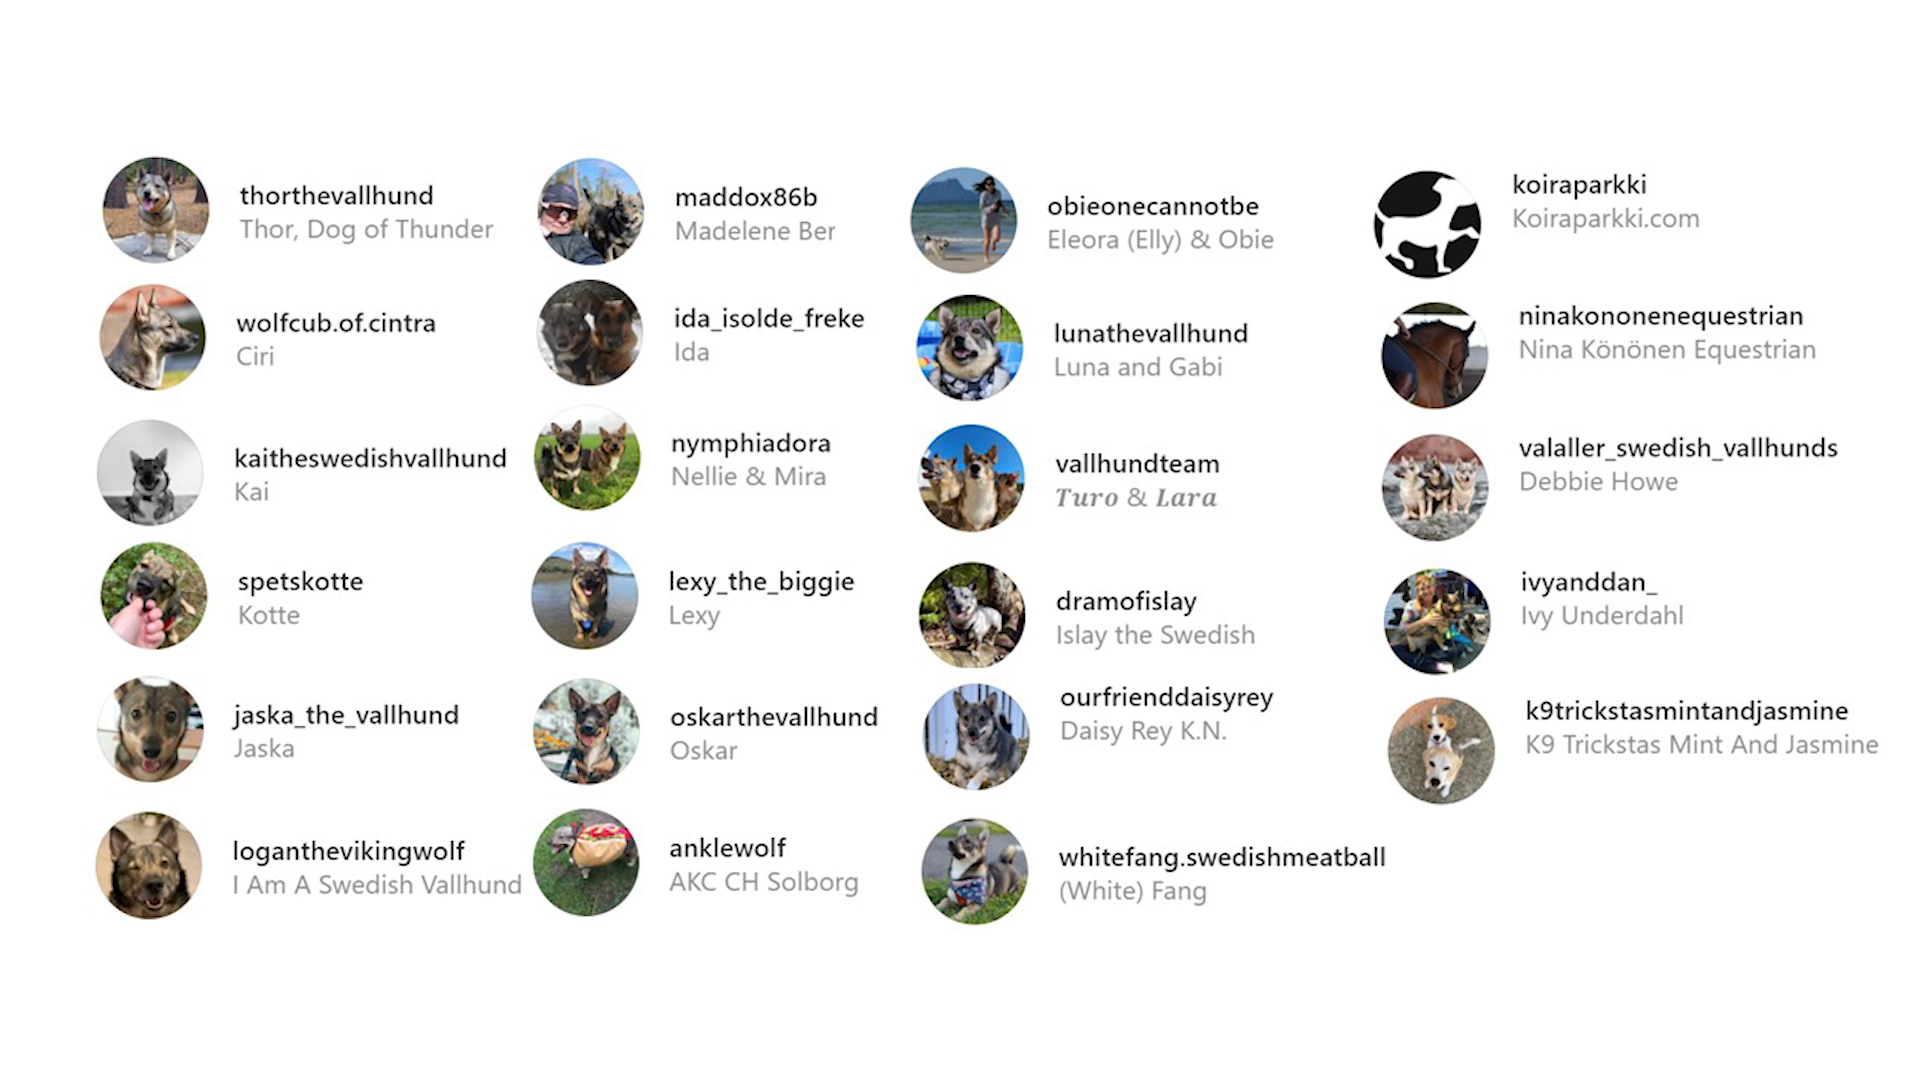 thorthevallhund
Thor, Dog of Thunder
wolfcub.of.cintra
Ciri
kaitheswedishvallhund
Kai
spetskotte
Kotte
jaska_the_vallhund
Jaska
loganthevikingwolf
I Am A Swedish Vallhund
maddox86b
Madelene Ber
ida_isolde_freke
Ida
nymphiadora
Nellie & Mira
lexy_the_biggie
Lexy
oskarthevallhund
Oskar
anklewolf
AKC CH Solborg
obieonecannotbe
Eleora (Elly) & Obie
lunathevallhund
Luna and Gabi
vallhundteam
Turo & Lara
dramofislay
Islay the Swedish
ourfrienddaisyrey
Daisy Rey K.N.
whitefang.swedishmeatball
(White) Fang
koiraparkki
Koiraparkki.com
ninakononenequestrian
Nina Könönen Equestrian
valaller_swedish_vallhunds
Debbie Howe
ivyanddan_
Ivy Underdahl
k9trickstasmintandjasmine
K9 Trickstas Mint And Jasmine